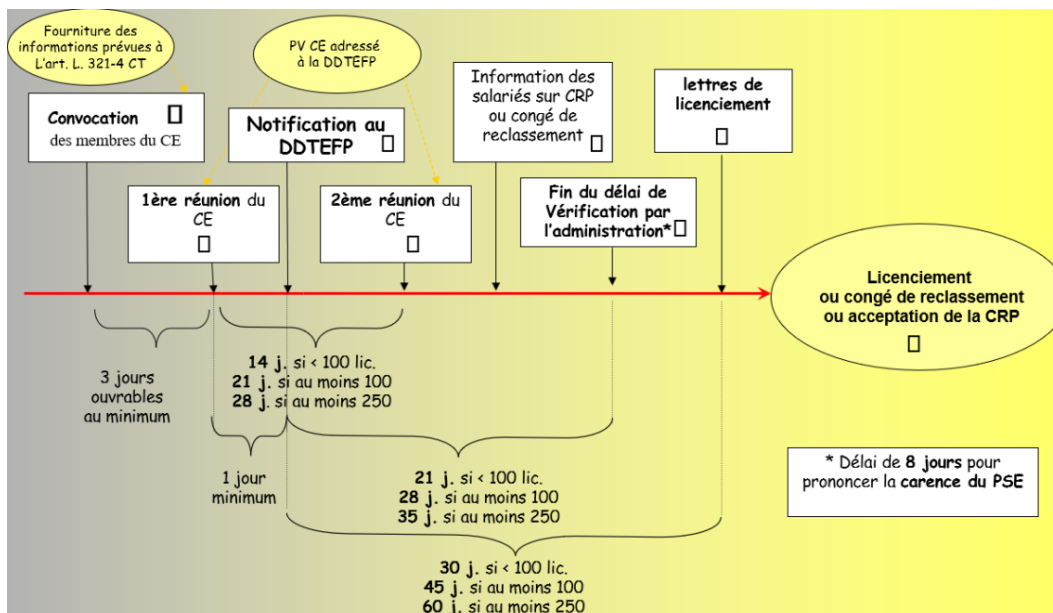 Fourniture des
informations prévues à
L'art. L. 321-4 CT
PV CE adressé
à la DDTEFP
Convocation
des membres du CE
Notification au
DDTEFP
Information des
salariés sur CRP
ou congé de
reclassement
lettres de
licenciement
1ère réunion du
CE
2ème réunion du
CE
Fin du délai de
Vérification par
l'administration*
Licenciement
ou congé de reclassement
ou acceptation de la CRP
3 jours
ouvrables
au minimum
14 j. si < 100 lic.
21 j. si au moins 100
28 j. si au moins 250
1 jour
minimum
21 j. si < 100 lic.
28 j. si au moins 100
35 j. si au moins 250
* Délai de 8 jours pour
prononcer la carence du PSE
30 j. si < 100 lic.
45 j. si au moins 100
60 j. si au moins 250